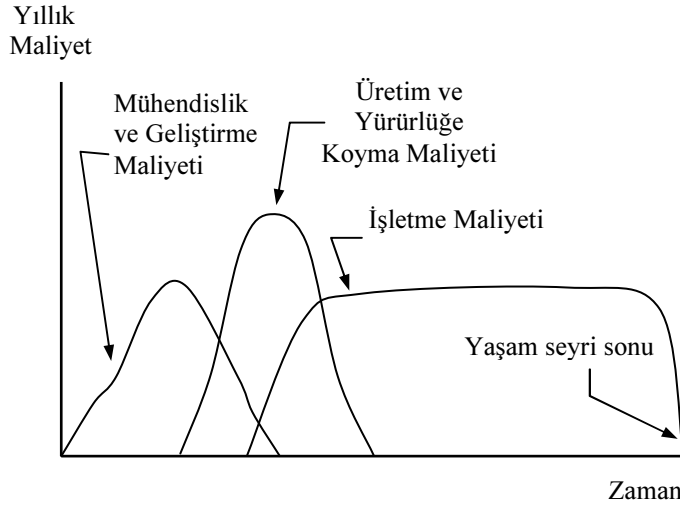 Yıllık
Maliyet
Mühendislik
ve Geliştirme
Maliyeti
Üretim ve
Yürürlüğe
Koyma Maliyeti
İşletme Maliyeti
Yaşam seyri sonu
Zaman